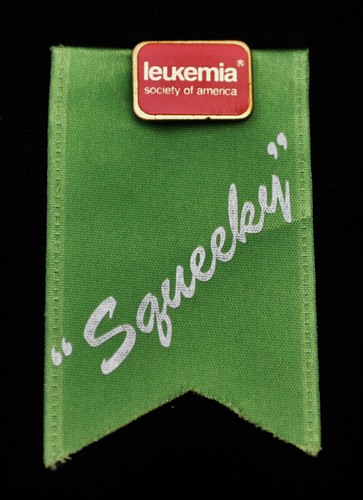 leukemia®
society of america
“Squeeky”